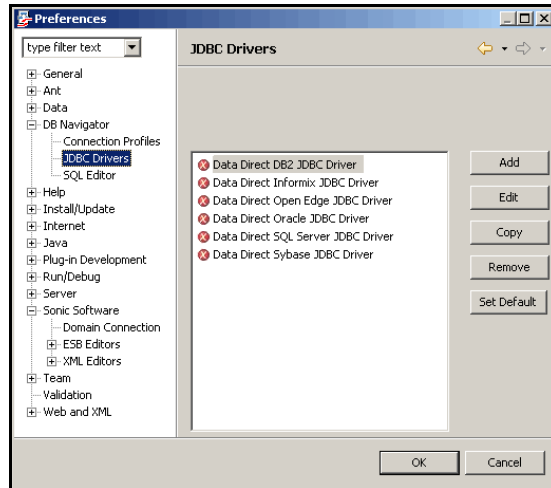 Preferences
type filter text
JDBC Drivers
General
Ant
Data
DB Navigator
Connection Profiles
JDBC Drivers
SQL Editor
Help
Install/Update
Internet
Java
Plug-in Development
Run/Debug
Server
Sonic Software
Domain Connection
ESB Editors
XML Editors
Team
Validation
Web and XML
Data Direct DB2 JDBC Driver
Data Direct Informix JDBC Driver
Data Direct Open Edge JDBC Driver
Data Direct Oracle JDBC Driver
Data Direct SQL Server JDBC Driver
Data Direct Sybase JDBC Driver
Add
Edit
Copy
Remove
Set Default
OK
Cancel